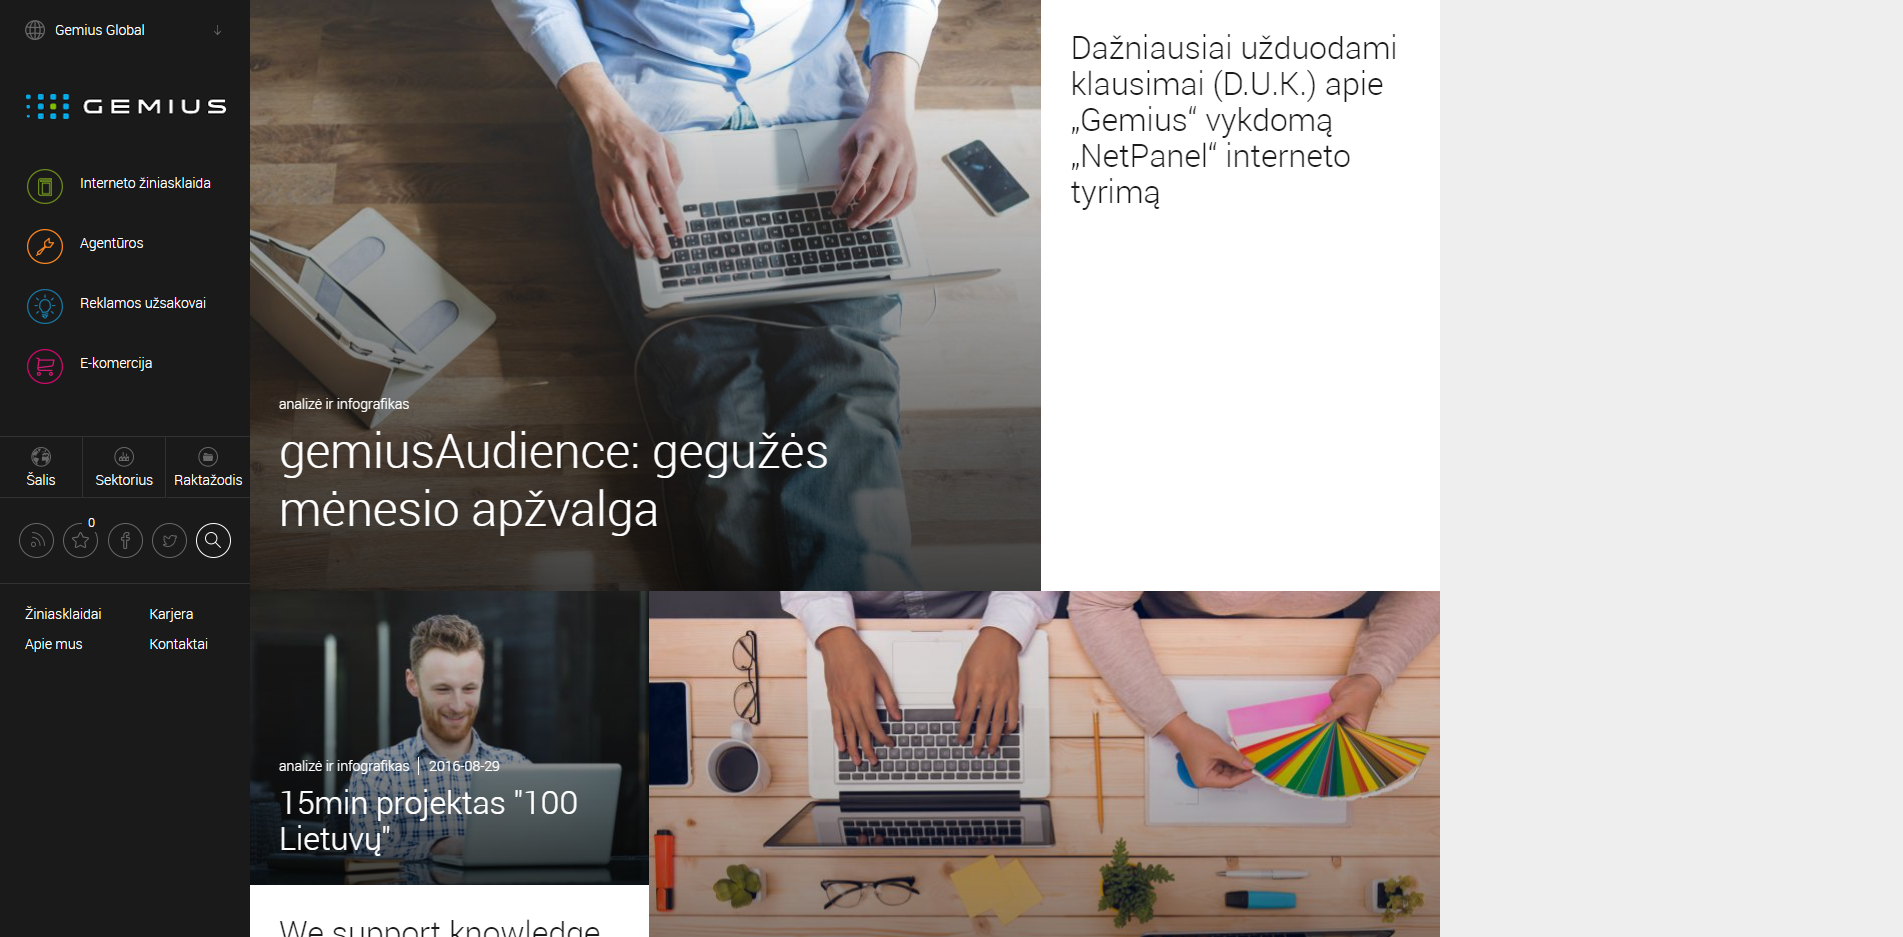 Gemius Global
GEMIUS
Interneto žiniasklaida
Agentūros
Reklamos užsakovai
E-komercija
Šalis
Sektorius
Raktažodis
0
Žiniasklaidai
Karjera
Apie mus
Kontaktai
analizė ir infografikas
gemiusAudience: gegužės
mėnesio apžvalga
Dažniausiai užduodami
klausimai (D.U.K.) apie
„Gemius“ vykdomą
„NetPanel“ interneto
tyrimą
analizė ir infografikas | 2016-08-29
15min projektas "100
Lietuvų"
We support knowledge